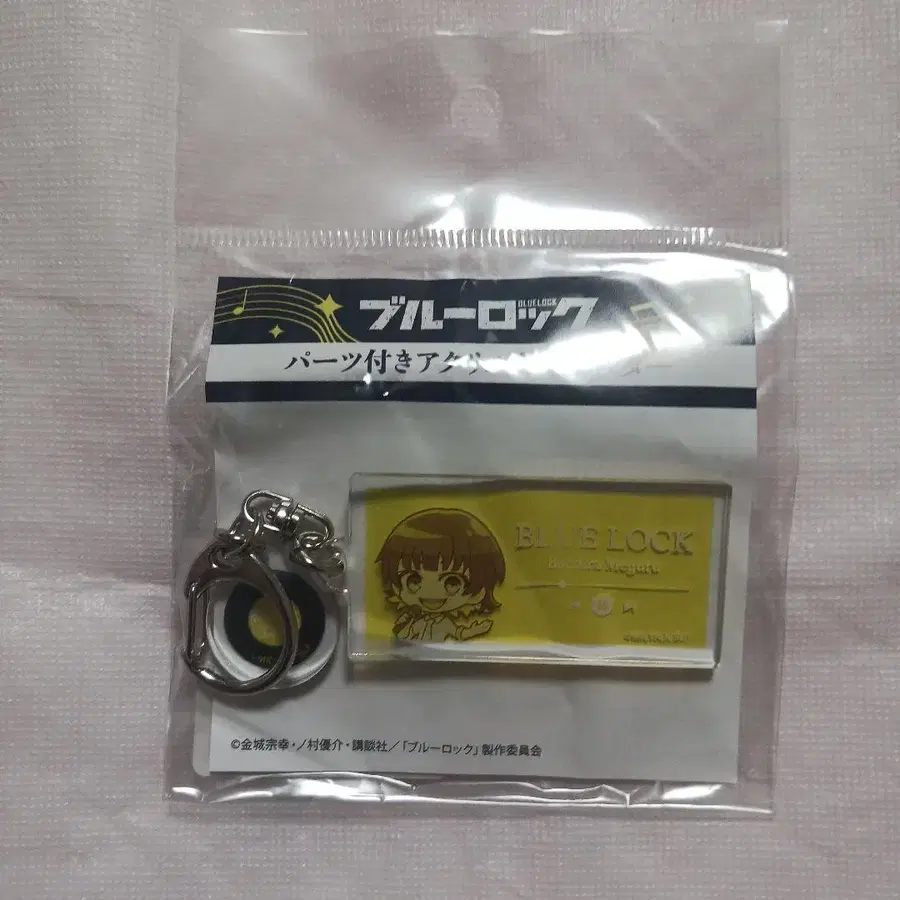 ブルーロック
BLUE LOCK
パーツ付きアクリ
BLUE LOCK
Meguru
©金城宗幸・ノ村優介・講談社／「ブルーロック」製作委員会